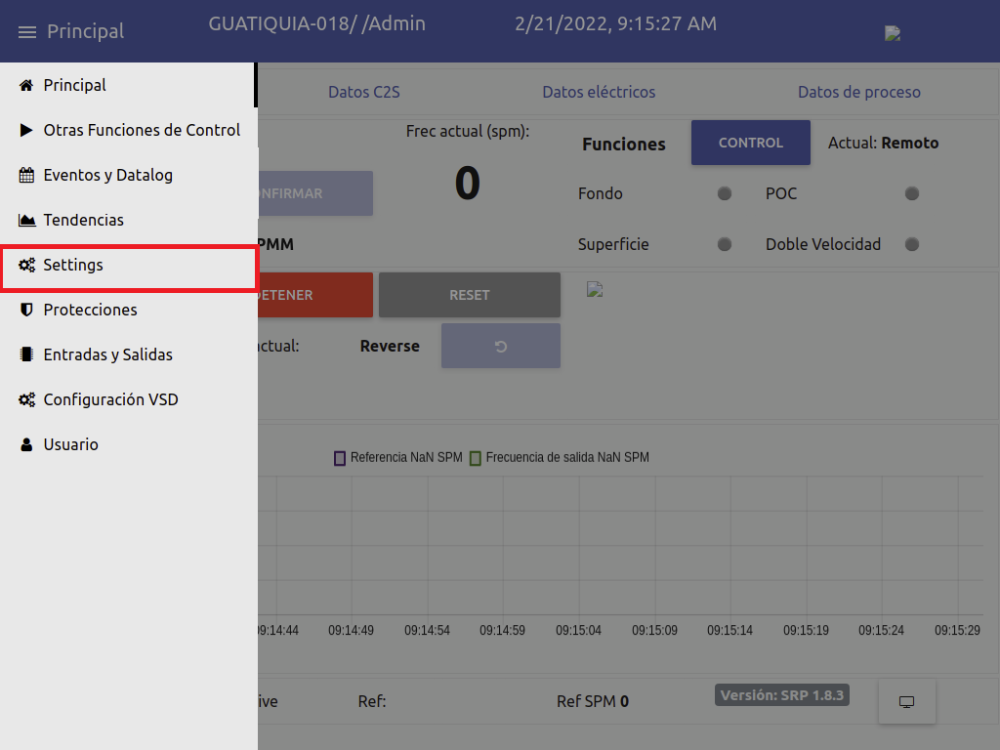 Principal
GUATIQUIA-018/ /Admin
2/21/2022, 9:15:27 AM
Principal
Otras Funciones de Control
Eventos y Datalog
Tendencias
Settings
Protecciones
Entradas y Salidas
Configuración VSD
Usuario
Datos C2S
Datos eléctricos
Datos de proceso
Frec actual (spm):
0
NFIRMAR
PMM
Funciones
CONTROL
Actual: Remoto
Fondo
POC
Superficie
Doble Velocidad
ETENER
RESET
ctual:
Reverse
Referencia NaN SPM
Frecuencia de salida NaN SPM
09:14:44
09:14:49
09:14:54
09:14:59
09:15:04
09:15:09
09:15:14
09:15:19
09:15:24
09:15:29
ive
Ref:
Ref SPM 0
Versión: SRP 1.8.3